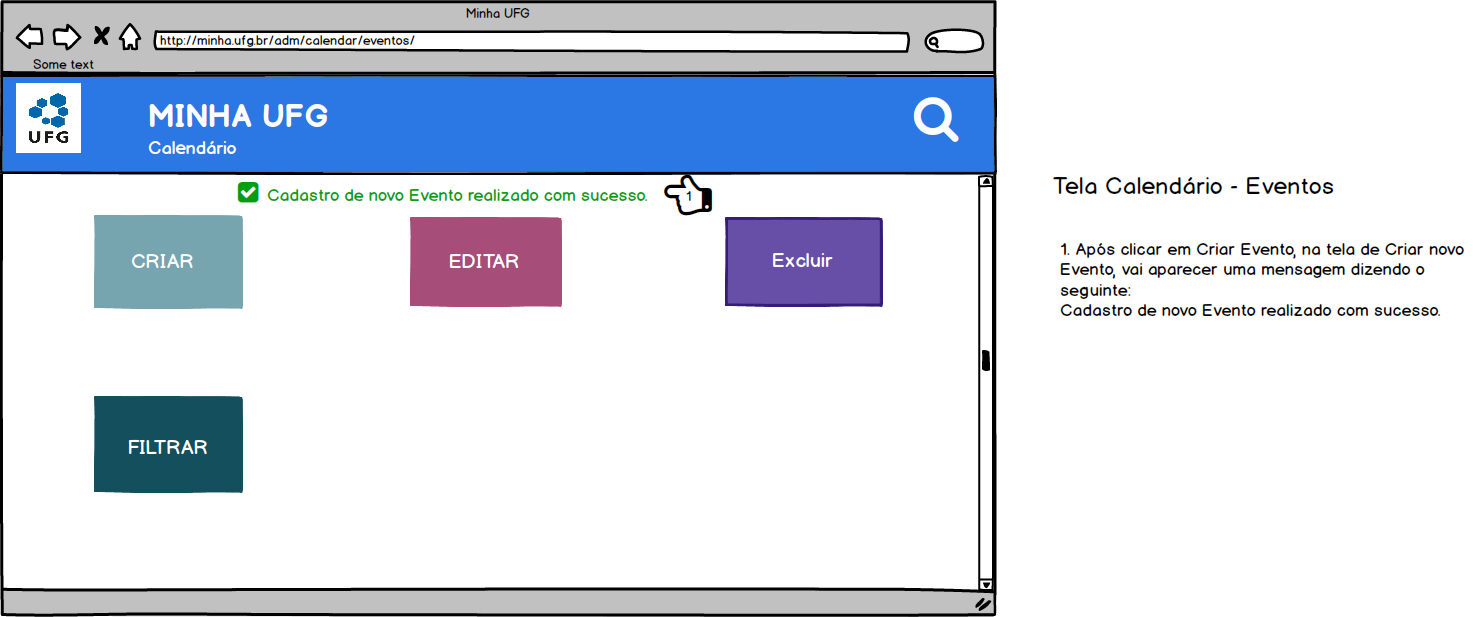 Minha UFG
http://minha.ufg.br/adm/calendar/eventos/
Some text
UFG
MINHA UFG
Calendário
Cadastro de novo Evento realizado com sucesso.
1
CRIAR
EDITAR
Excluir
FILTRAR
Tela Calendário - Eventos
1. Após clicar em Criar Evento, na tela de Criar novo
Evento, vai aparecer uma mensagem dizendo o
seguinte:
Cadastro de novo Evento realizado com sucesso.